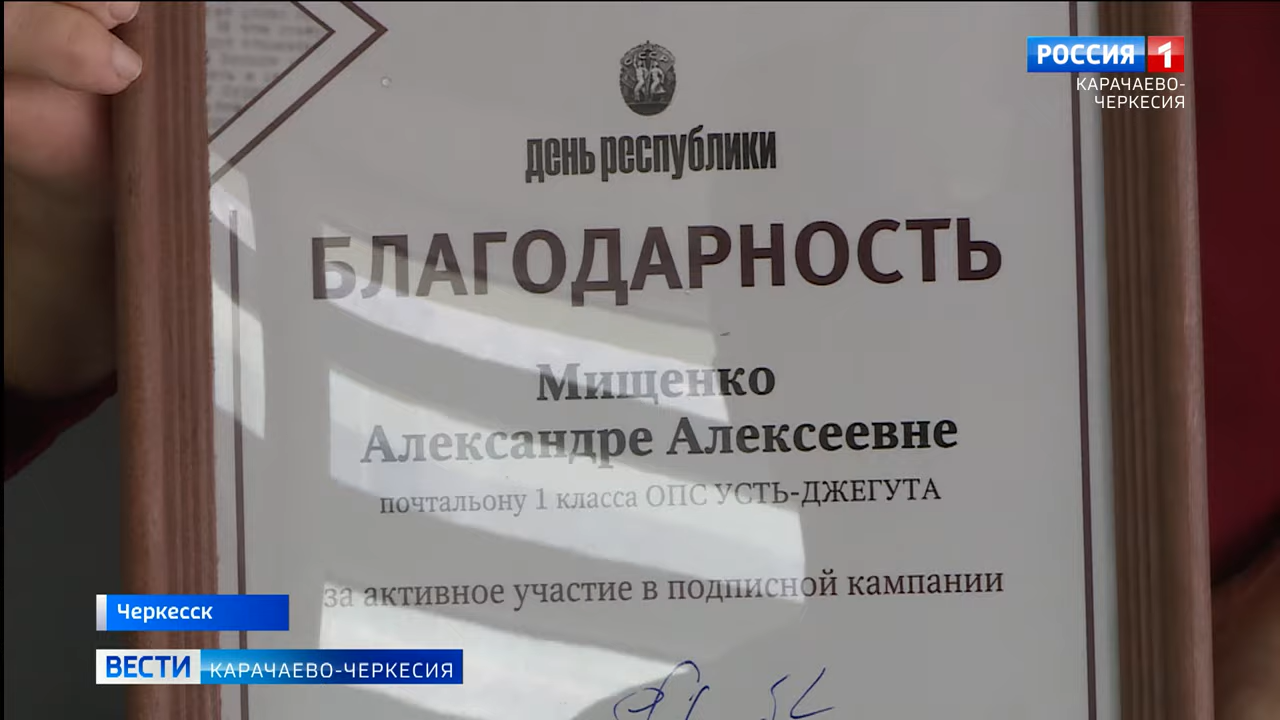 РОССИЯ 1
КАРАЧАЕВО-
ЧЕРКЕСИЯ
СССР
день республики
БЛАГОДАРНОСТЬ
Мищенко
Александре Алексеевне
почтальону 1 класса ОПС УСТЬ-ДЖЕГУТА
за активное участие в подписной кампании
Черкесск
ВЕСТИ КАРАЧАЕВО-ЧЕРКЕСИЯ